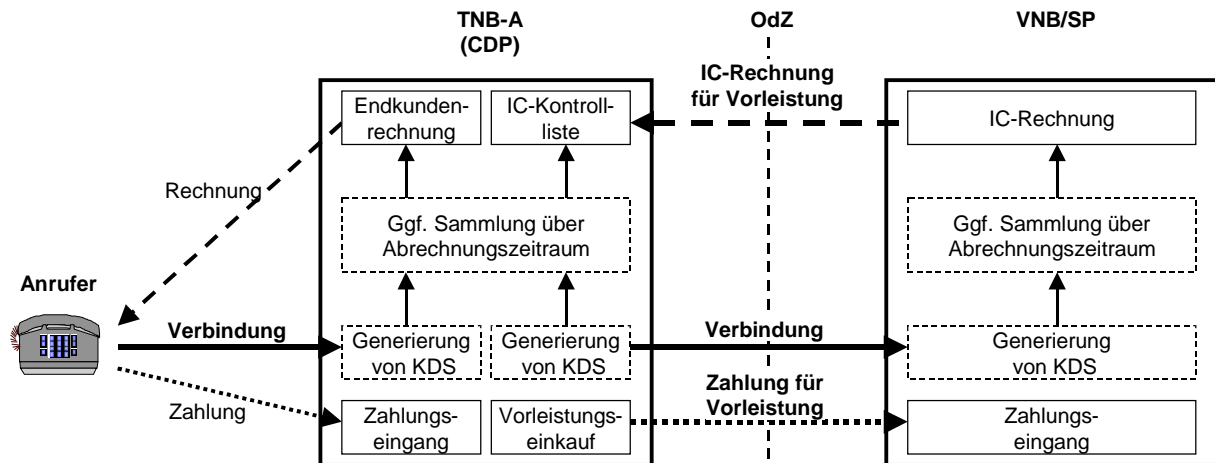 TNB-A
(CDP)
OdZ
VNB/SP
IC-Rechnung
für Vorleistung
Endkunden-
rechnung
IC-Kontroll-
liste
IC-Rechnung
Rechnung
Ggf. Sammlung über
Abrechnungszeitraum
Ggf. Sammlung über
Abrechnungszeitraum
Anrufer
Verbindung
Generierung
von KDS
Generierung
von KDS
Verbindung
Generierung
von KDS
Zahlung
Zahlungs-
eingang
Vorleistungs-
einkauf
Zahlung für
Vorleistung
Zahlungs-
eingang